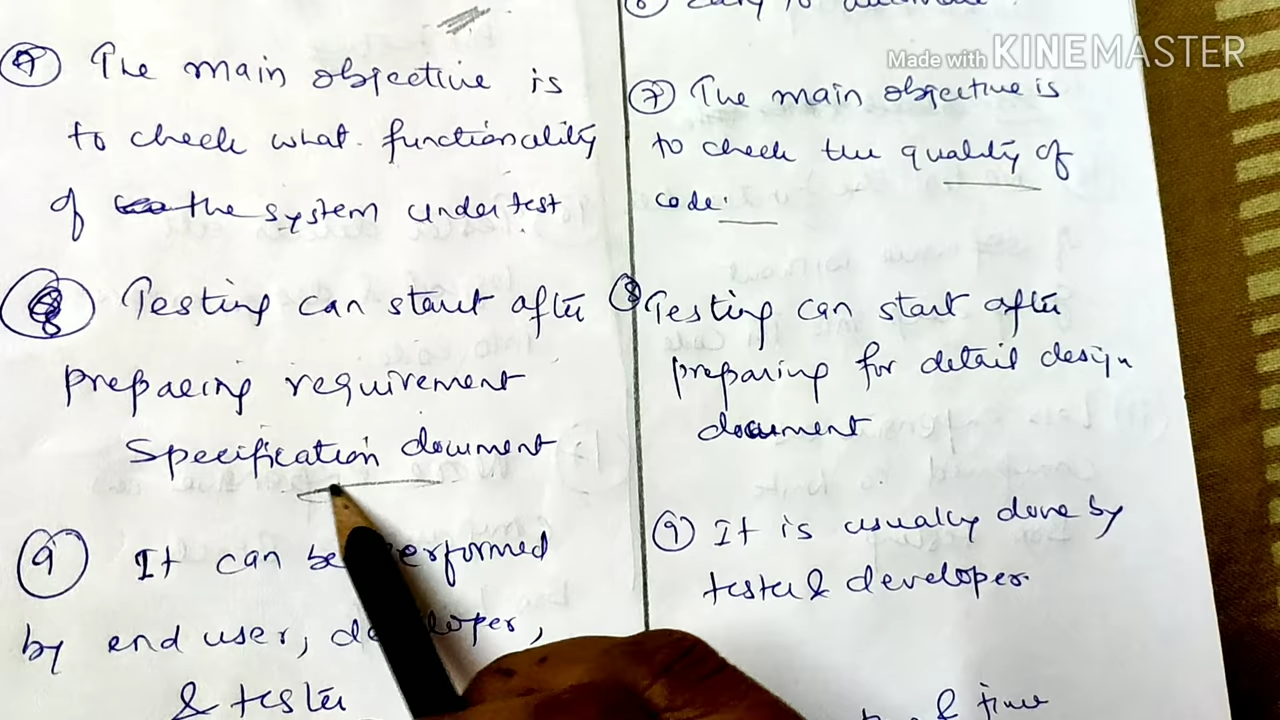 Made with KINEMASTER
⑦ The main objective is
to check what functionality
of the system under test
⑧ Testing can start after
preparing requirement
Specification document
⑨ It can be performed
by end user, developer,
& tester
⑦ The main objective is
to check the quality of
code.
⑧ Testing can start after
preparing for detail design
document
⑨ It is usually done by
tester & developer.
& time